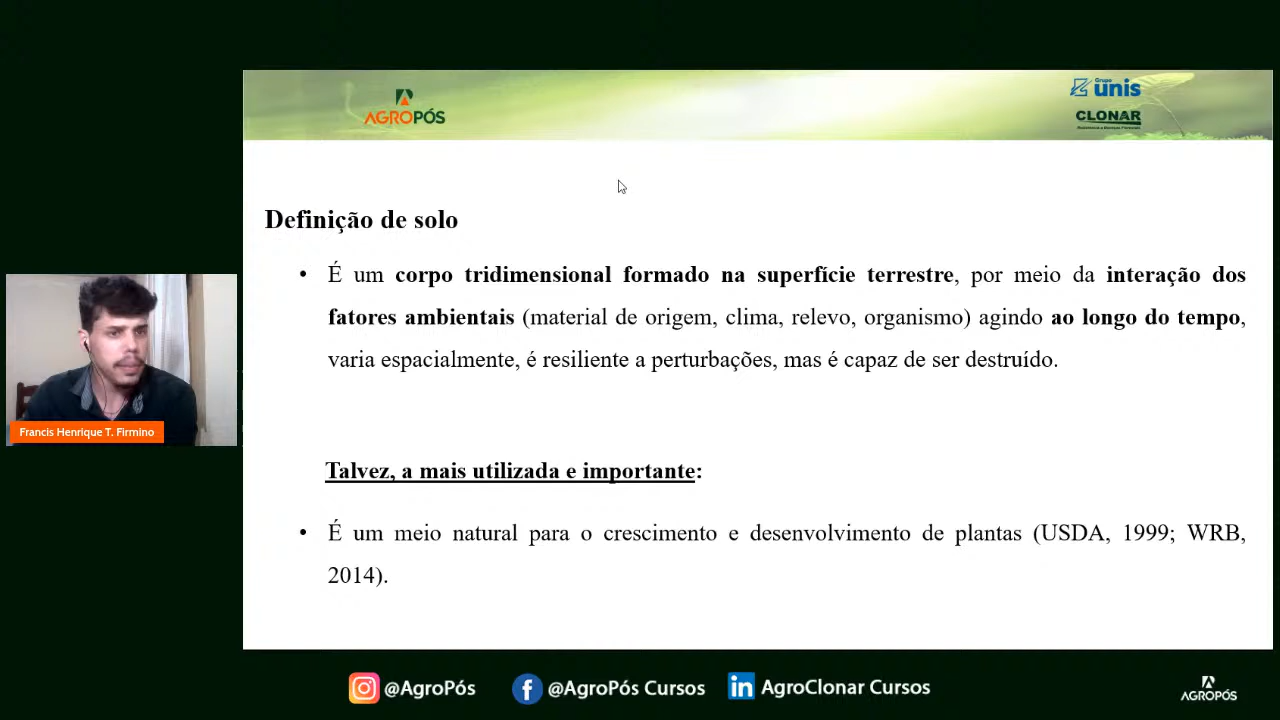 AGROPÓS
Grupo
unis
CLONAR
Definição de solo
• É um corpo tridimensional formado na superfície terrestre, por meio da interação dos
fatores ambientais (material de origem, clima, relevo, organismo) agindo ao longo do tempo,
varia espacialmente, é resiliente a perturbações, mas é capaz de ser destruído.
Francis Henrique T. Firmino
Talvez, a mais utilizada e importante:
• É um meio natural para o crescimento e desenvolvimento de plantas (USDA, 1999; WRB,
2014).
@AgroPós
@AgroPós Cursos
AgroClonar Cursos
AGROPÓS